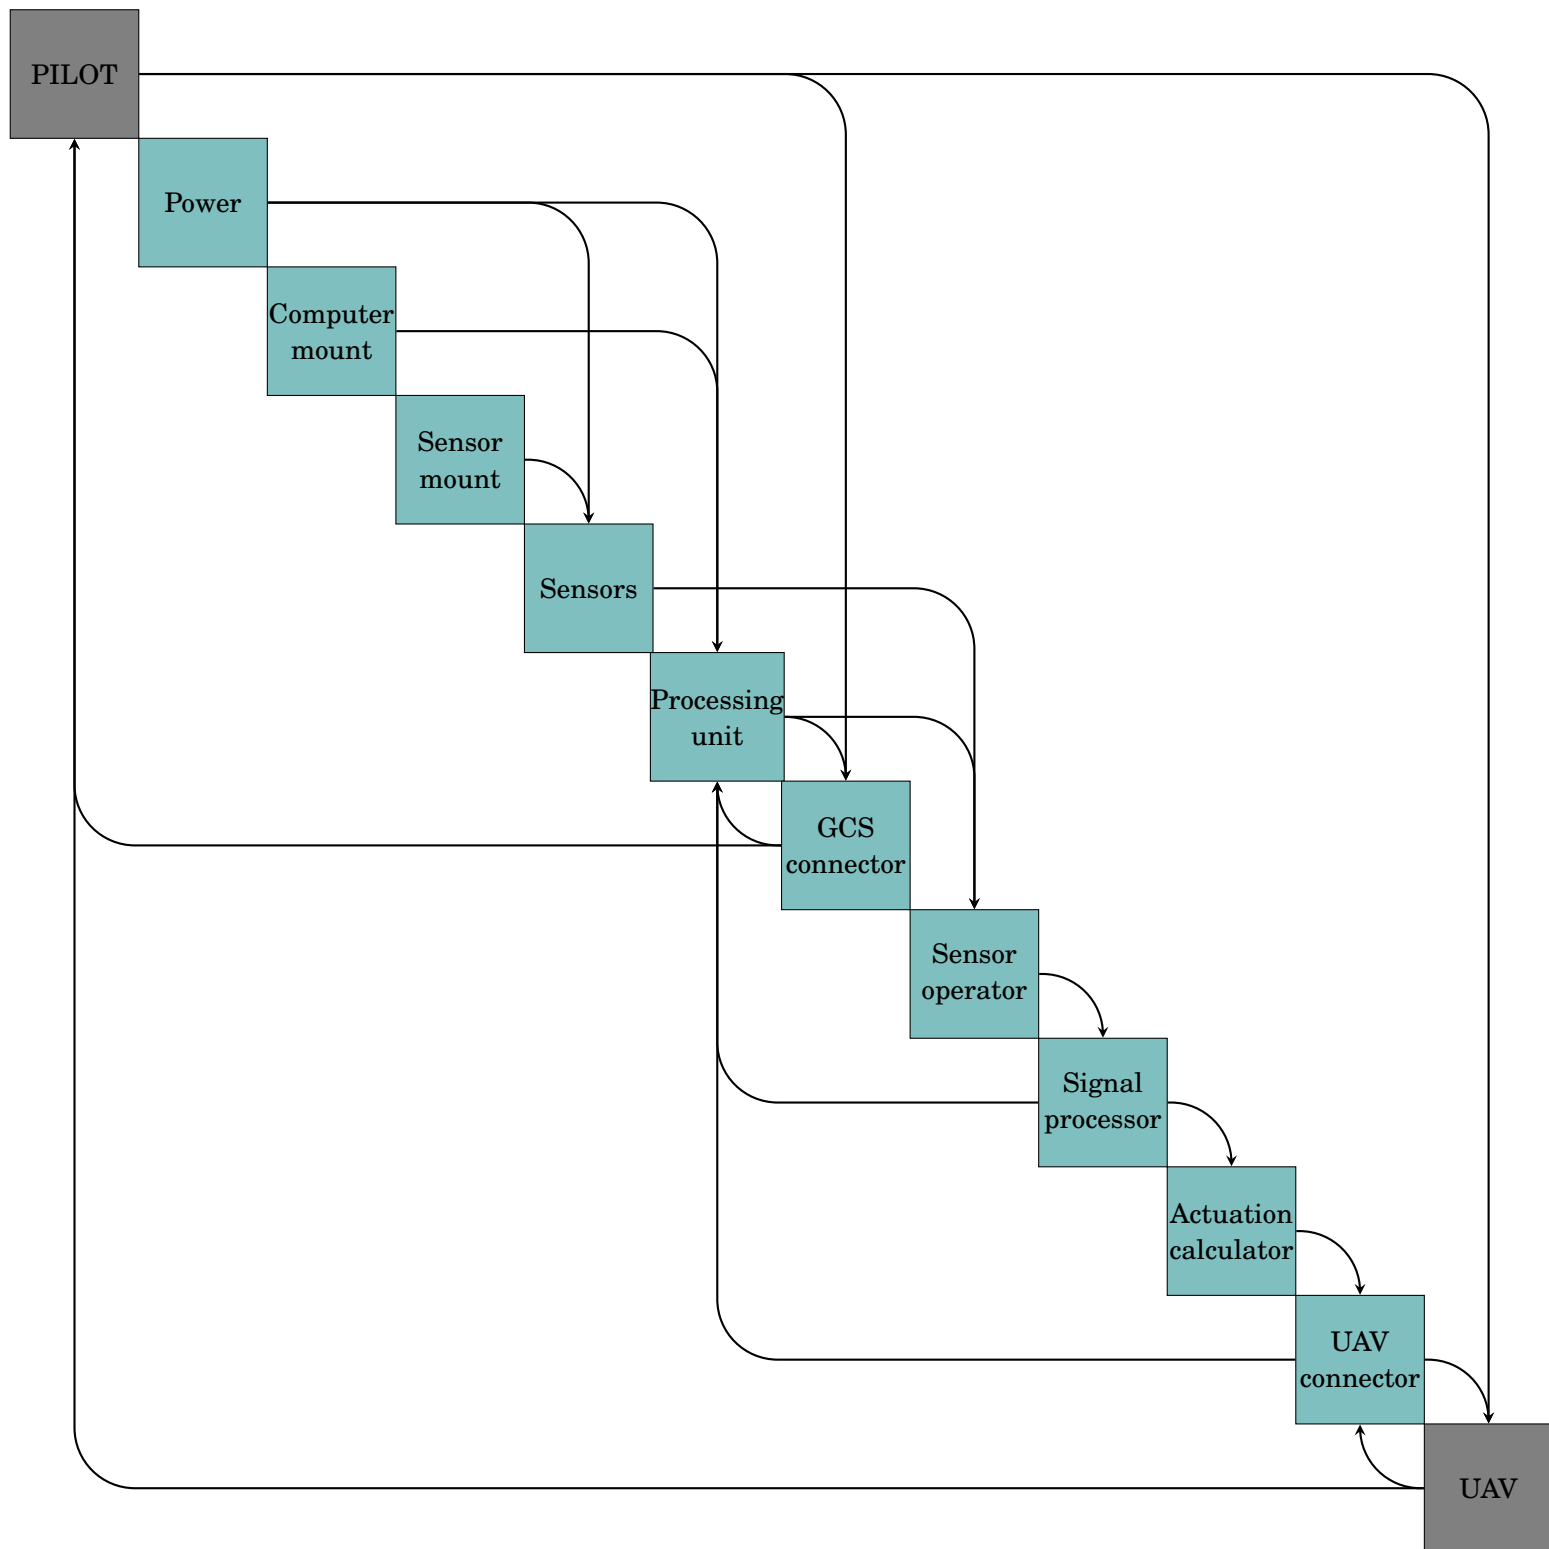 PILOT
Power
Computer
mount
Sensor
mount
Sensors
Processing
unit
GCS
connector
Sensor
operator
Signal
processor
Actuation
calculator
UAV
connector
UAV